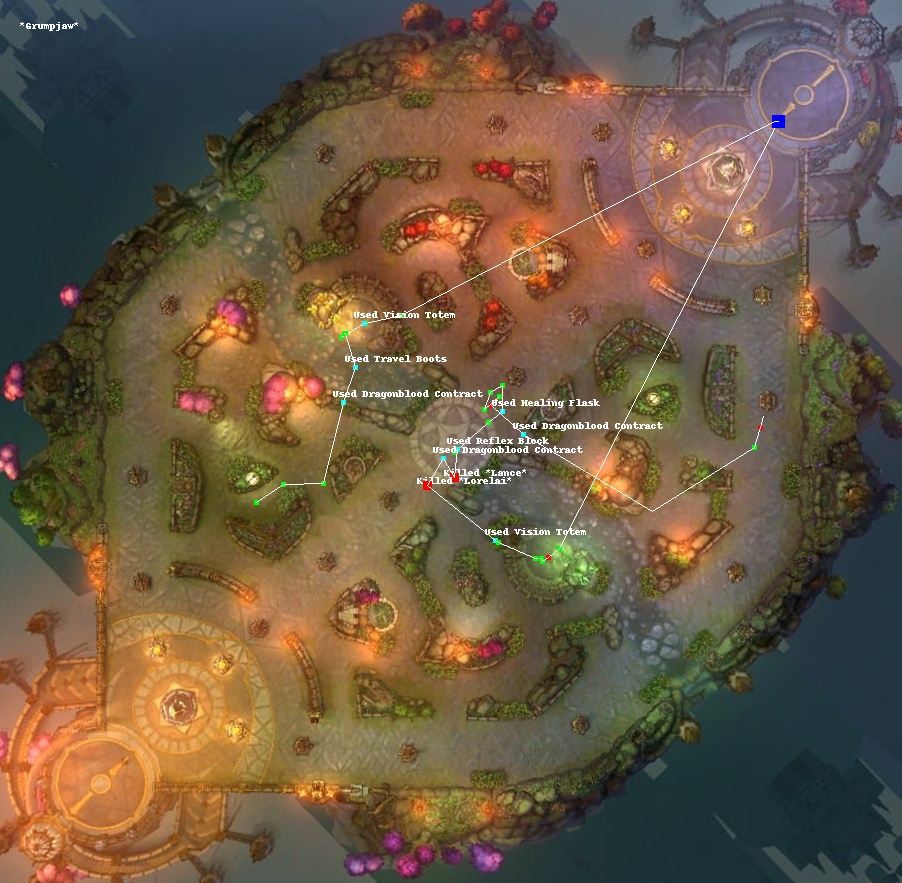 *Grumpjaw*
Used Vision Totem
Used Travel Boots
Used Dragonblood Contract
Used Healing Flask
Used Dragonblood Contract
Used Reflex Block
Used Dragonblood Contract
Killed *Lance*
Killed *Lorelai*
Used Vision Totem